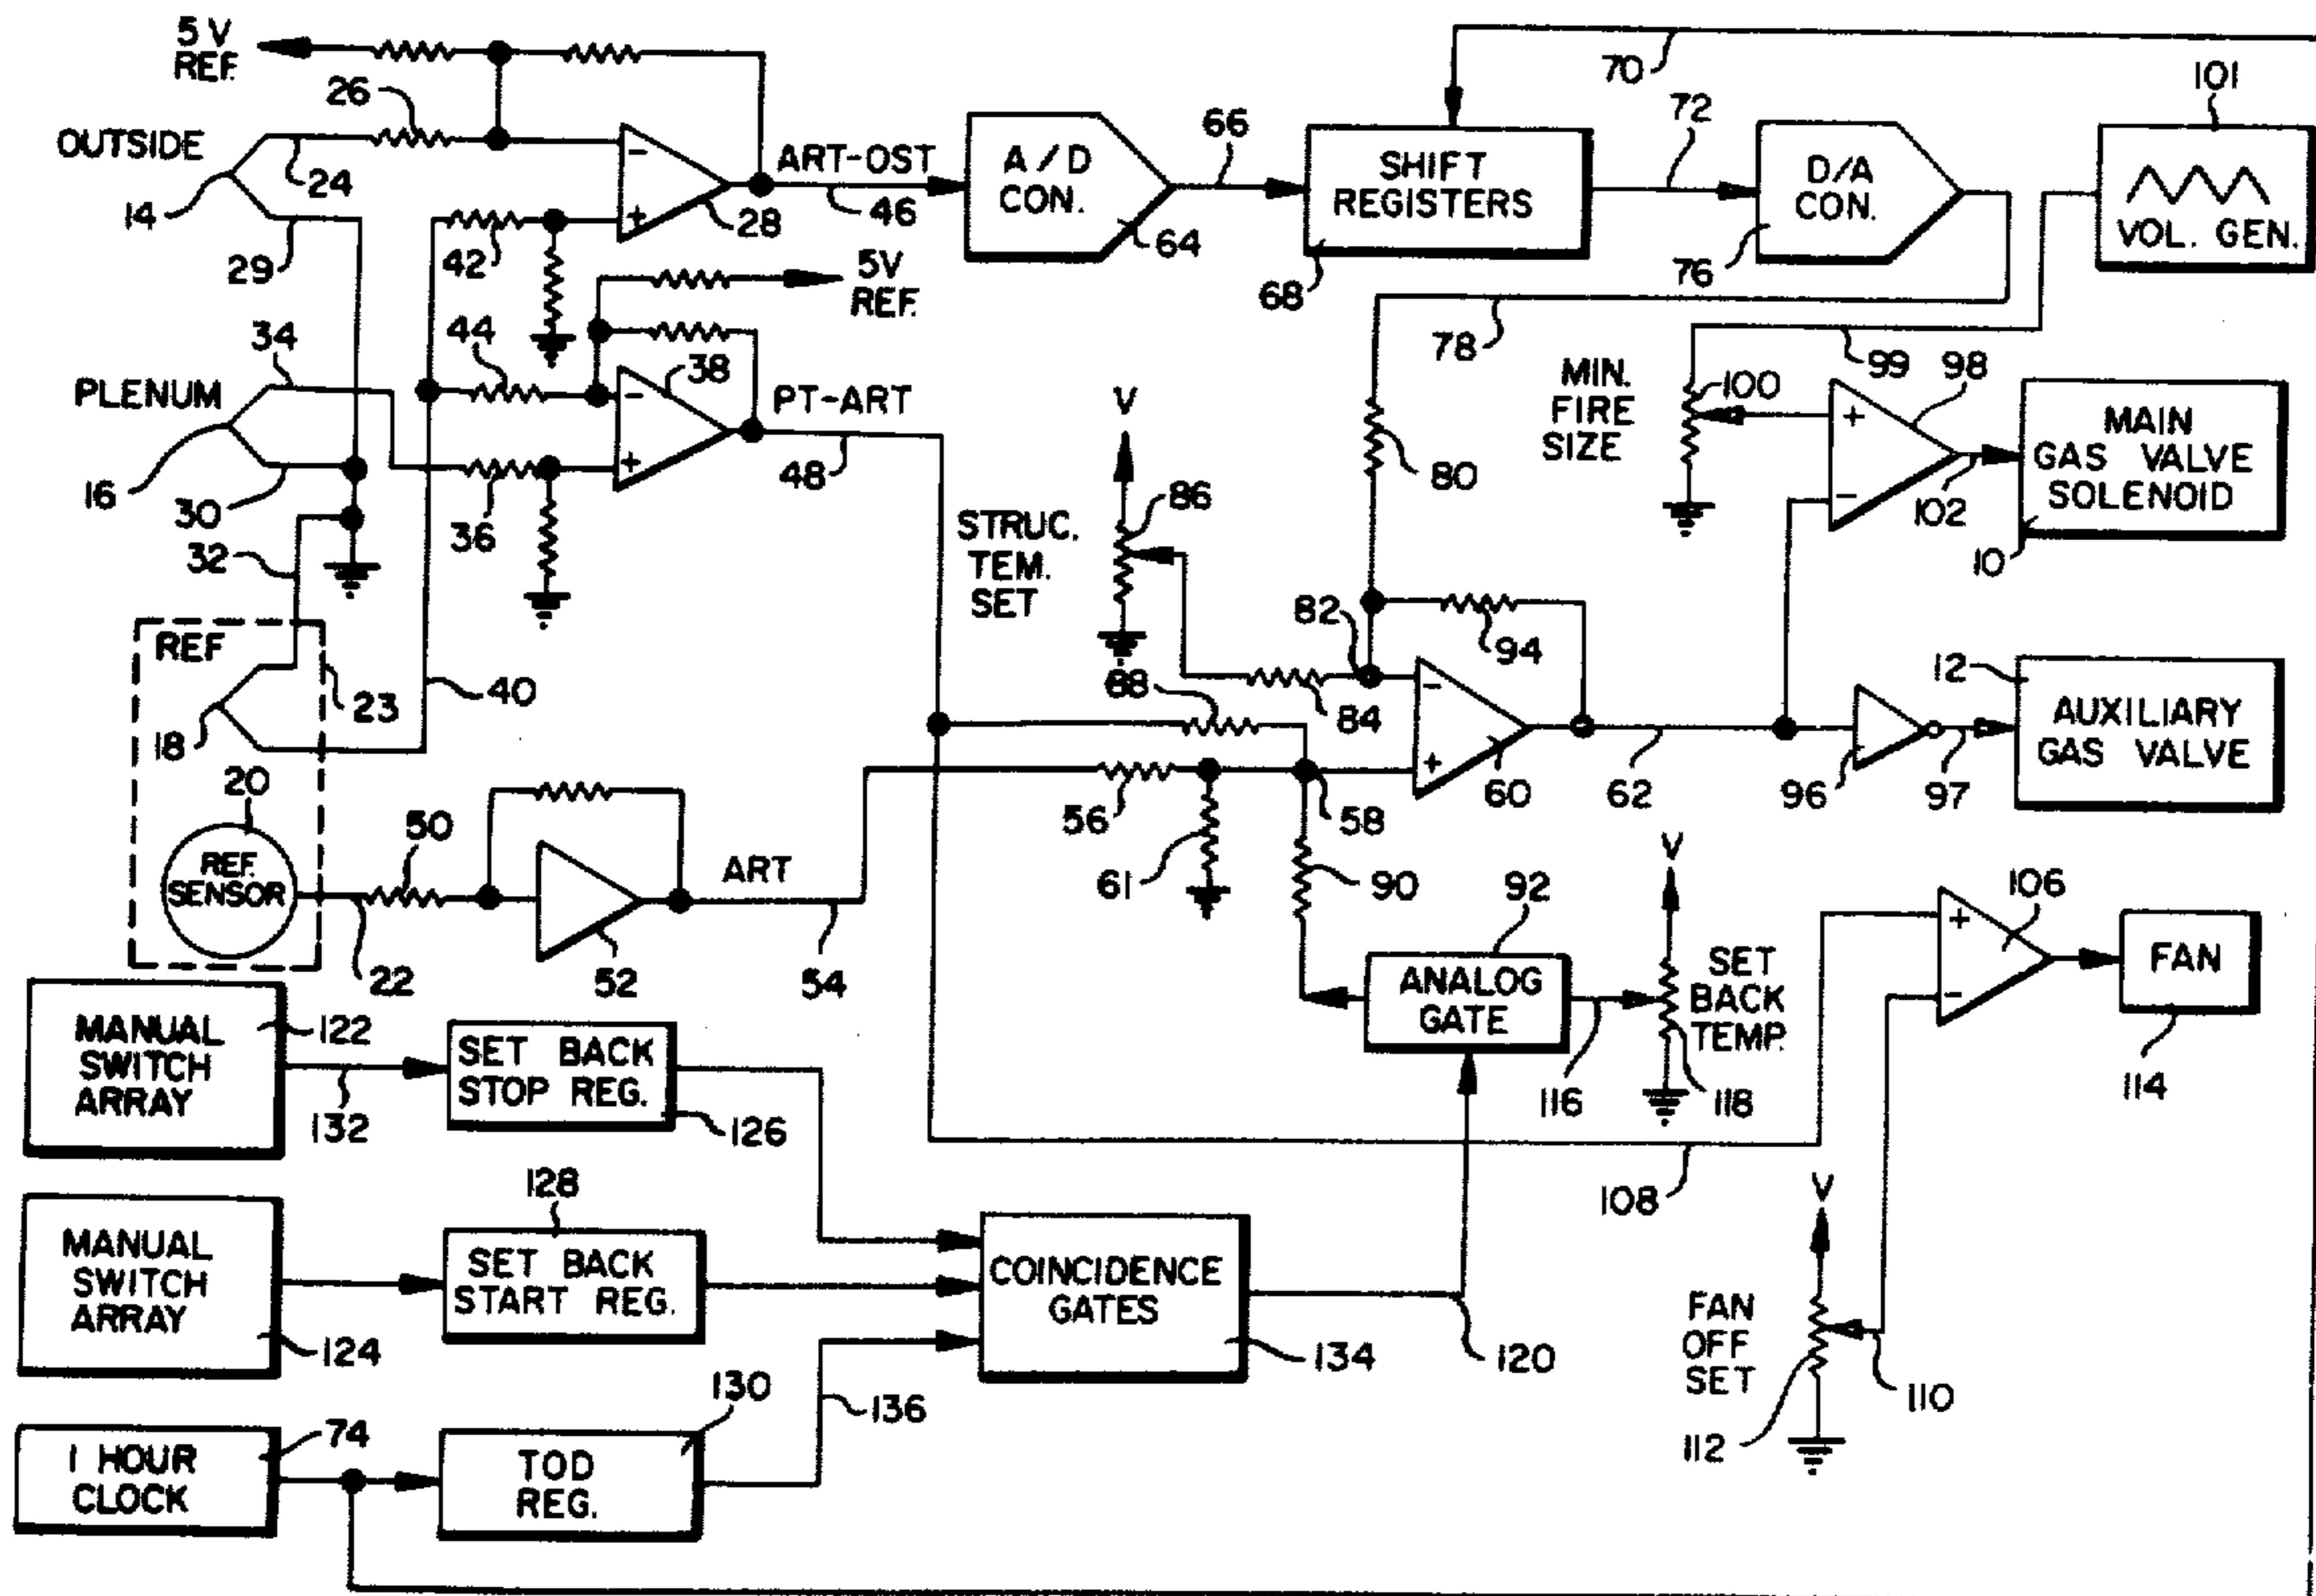 5 V
REF.
70
101
26
OUTSIDE
24
14
29
42
28
ART-OST
46
A / D
CON.
64
66
SHIFT
REGISTERS
68
72
D/A
CON.
76
VOL. GEN.
5V
REF.
78
99
34
44
38
PLENUM
PT-ART
48
16
30
36
32
V
86
STRUC.
TEM.
SET
80
MIN.
FIRE
SIZE
100
98
+
-
102
MAIN
GAS VALVE
SOLENOID
10
REF
18
23
40
82
94
84
88
60
62
12
AUXILIARY
GAS VALVE
96
97
20
REF.
SENSOR
22
50
52
ART
54
56
61
58
90
92
ANALOG
GATE
116
V
SET
BACK
TEMP.
118
106
+
-
FAN
114
MANUAL
SWITCH
ARRAY
122
132
SET BACK
STOP REG.
126
108
MANUAL
SWITCH
ARRAY
124
128
SET BACK
START REG.
COINCIDENCE
GATES
134
120
V
FAN
OFF
SET
110
112
1 HOUR
CLOCK
74
TOD
REG.
130
136